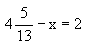 4 5/13 − x = 2